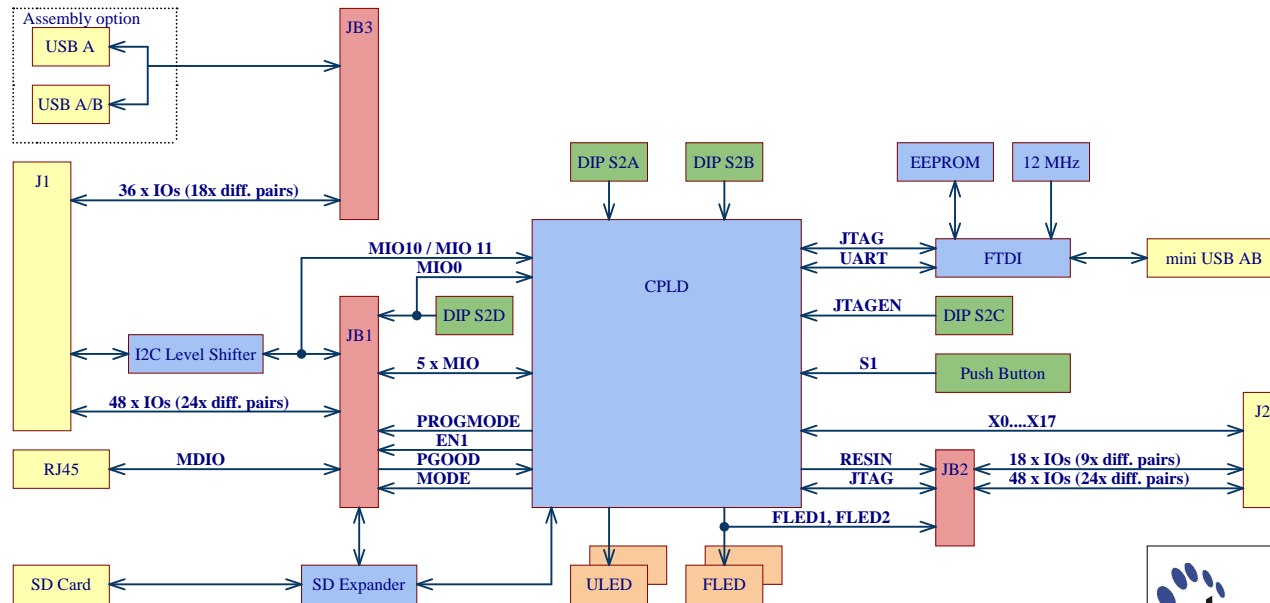 Assembly option
USB A
USB A/B
JB3
J1
36 x IOs (18x diff. pairs)
DIP S2A
DIP S2B
EEPROM
12 MHz
MIO10 / MIO 11
MIO0
CPLD
JTAG
UART
FTDI
mini USB AB
JB1
DIP S2D
JTAGEN
DIP S2C
I2C Level Shifter
5 x MIO
S1
Push Button
48 x IOs (24x diff. pairs)
PROGMODE
EN1
X0....X17
J2
RJ45
MDIO
PGOOD
MODE
RESIN
JTAG
JB2
18 x IOs (9x diff. pairs)
48 x IOs (24x diff. pairs)
FLED1, FLED2
SD Card
SD Expander
ULED
FLED